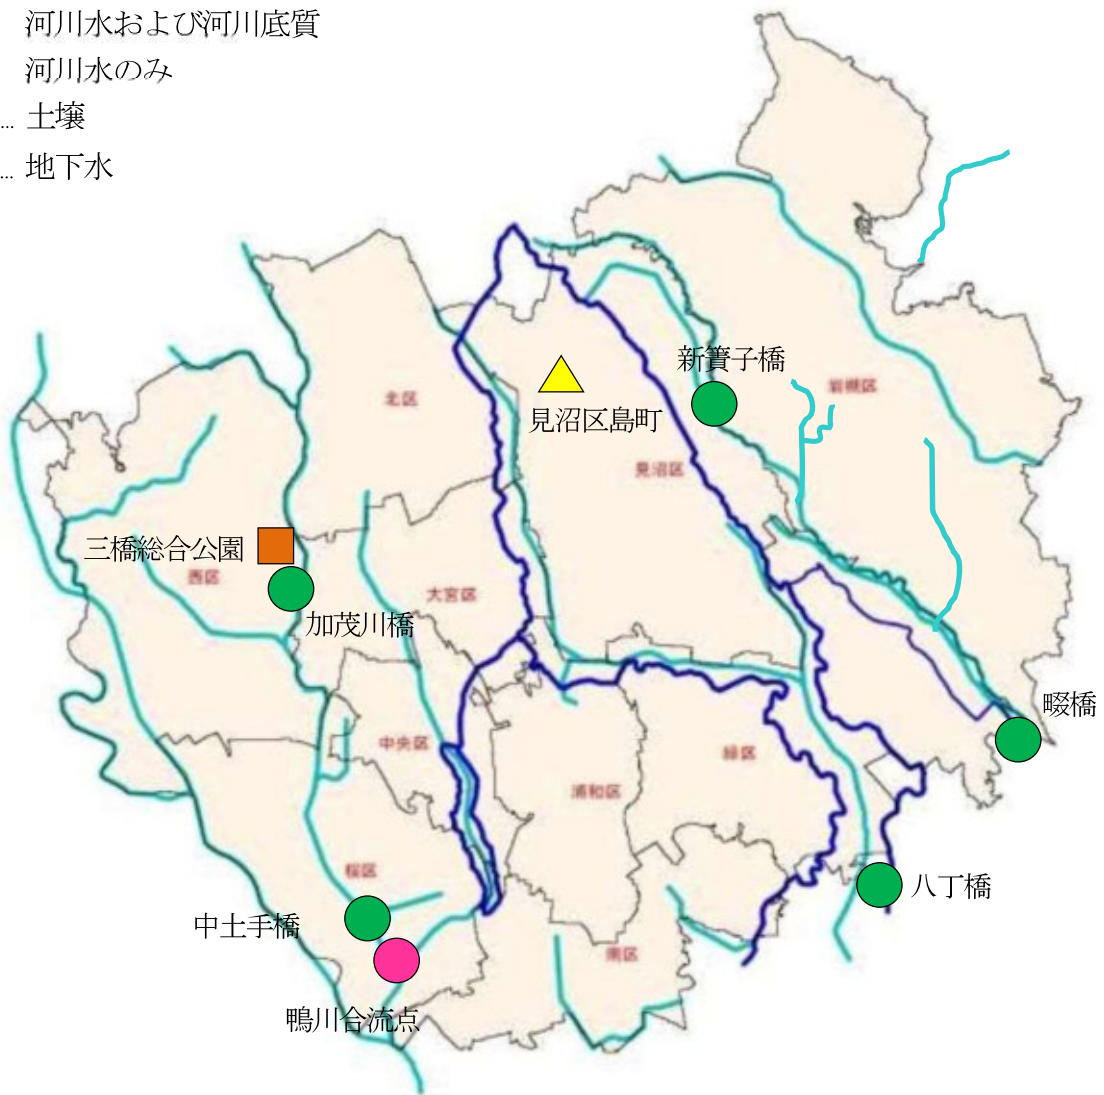 河川水および河川底質
河川水のみ
… 土壌
… 地下水
新簀子橋
岩槻区
北区
見沼区島町
見沼区
三橋総合公園
西区
大宮区
加茂川橋
畷橋
中央区
緑区
浦和区
桜区
八丁橋
中土手橋
南区
鴨川合流点